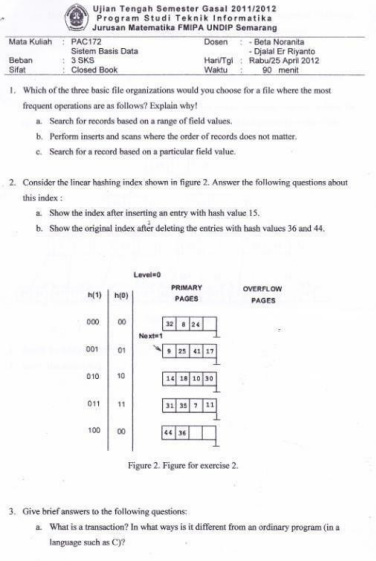 Ujian Tengah Semester Gasal 2011/2012
Program Studi Teknik Informatika
Jurusan Matematika FMIPA UNDIP Semarang
Mata Kuliah : PAC172 Dosen : - Beta Noranita
Sistem Basis Data - Djalal Er Riyanto
Beban : 3 SKS Hari/Tgl : Rabu/25 April 2012
Sifat : Closed Book Waktu : 90 menit
1. Which of the three basic file organizations would you choose for a file where the most
frequent operations are as follows? Explain why!
a. Search for records based on a range of field values.
b. Perform inserts and scans where the order of records does not matter.
c. Search for a record based on a particular field value.
2. Consider the linear hashing index shown in figure 2. Answer the following questions about
this index :
a. Show the index after inserting an entry with hash value 15.
b. Show the original index after deleting the entries with hash values 36 and 44.
Level=0
h(1) h(0) PRIMARY PAGES OVERFLOW PAGES
000 00 32 8 24
Next=1
001 01 9 25 41 17
010 10 14 18 10 30
011 11 31 35 7 11
100 00 44 36
Figure 2. Figure for exercise 2.
3. Give brief answers to the following questions:
a. What is a transaction? In what ways is it different from an ordinary program (in a
language such as C)?